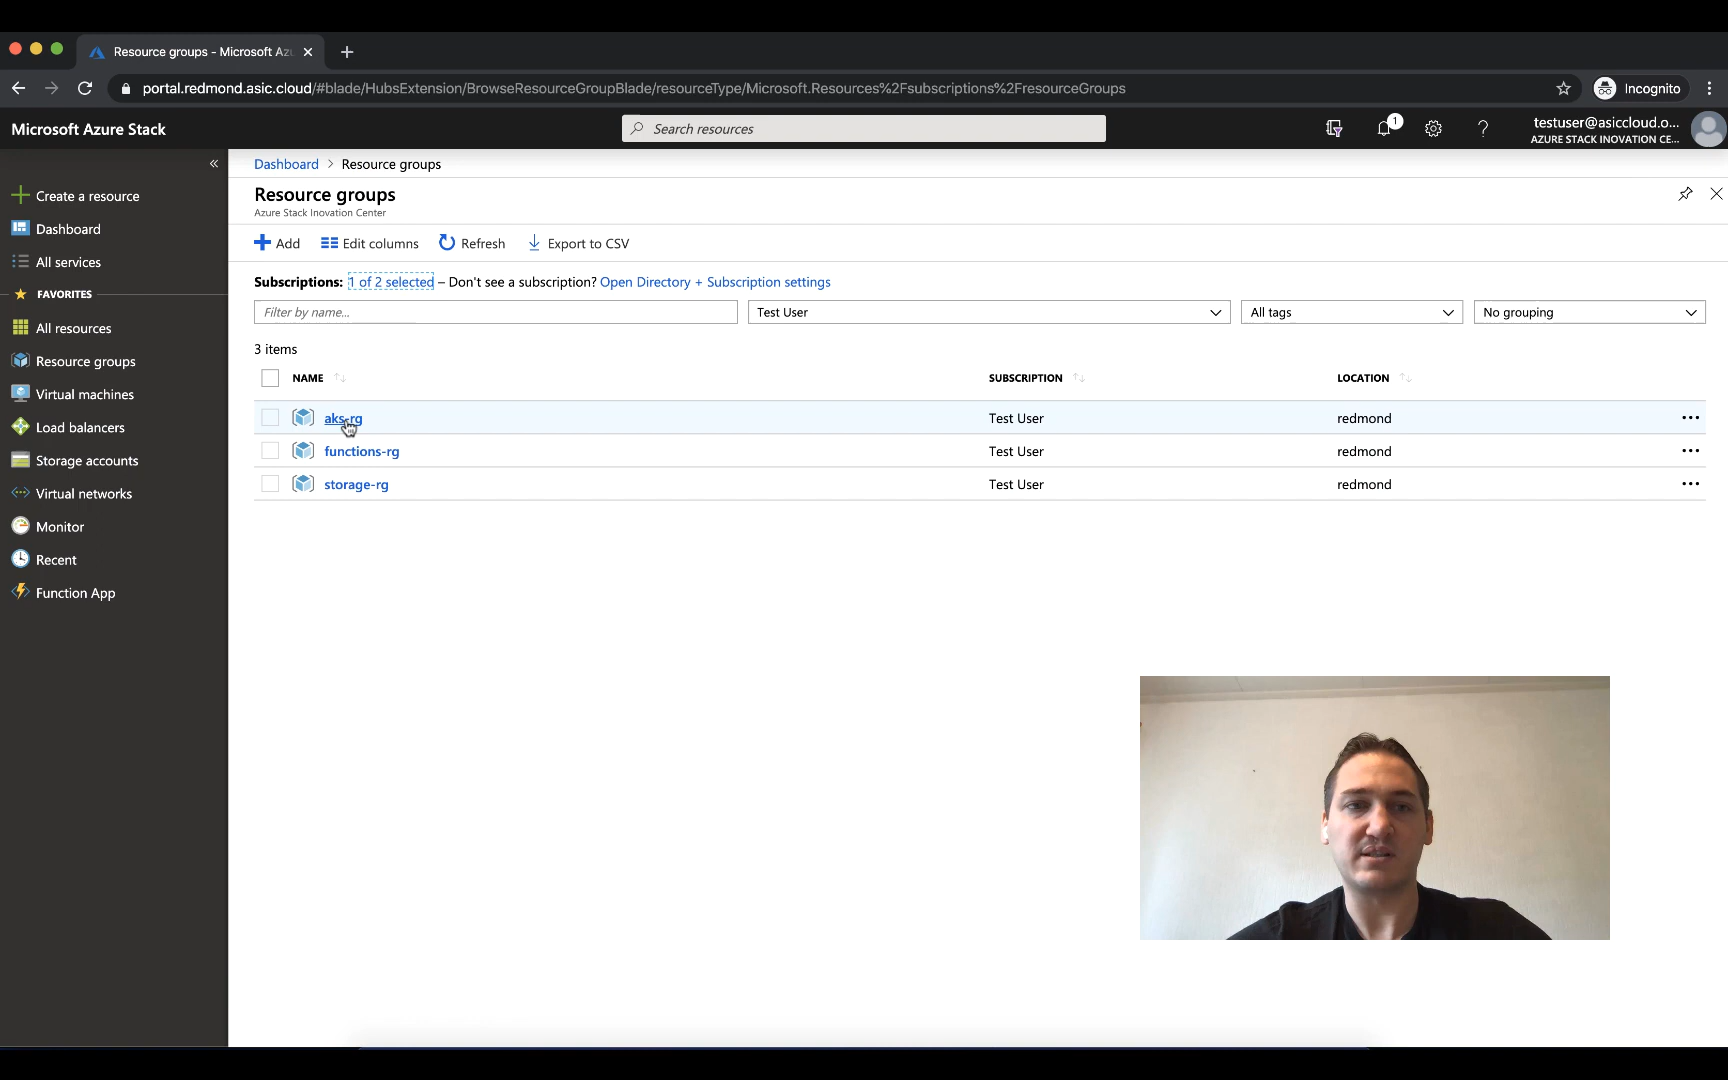 Resource groups - Microsoft Az
portal.redmond.asic.cloud/#blade/HubsExtension/BrowseResourceGroupBlade/resourceType/Microsoft.Resources%2Fsubscriptions%2FresourceGroups
Incognito
Microsoft Azure Stack
Search resources
1
testuser@asiccloud.o...
AZURE STACK INOVATION CE...
Dashboard > Resource groups
Resource groups
Azure Stack Inovation Center
Add
Edit columns
Refresh
Export to CSV
Subscriptions: 1 of 2 selected – Don't see a subscription? Open Directory + Subscription settings
Filter by name...
Test User
All tags
No grouping
3 items
NAME
SUBSCRIPTION
LOCATION
aks-rg Test User redmond
functions-rg Test User redmond
storage-rg Test User redmond
Create a resource
Dashboard
All services
FAVORITES
All resources
Resource groups
Virtual machines
Load balancers
Storage accounts
Virtual networks
Monitor
Recent
Function App